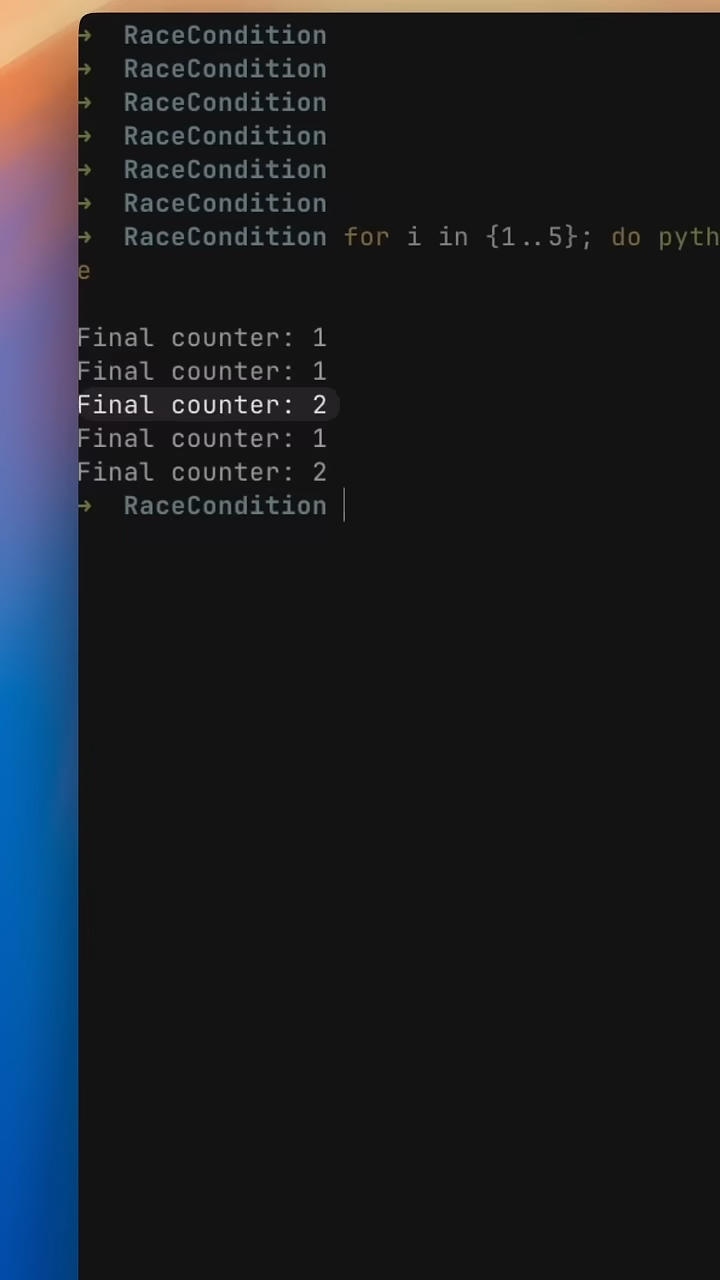 → RaceCondition
→ RaceCondition
→ RaceCondition
→ RaceCondition
→ RaceCondition
→ RaceCondition
→ RaceCondition for i in {1..5}; do pyth
e
Final counter: 1
Final counter: 1
Final counter: 2
Final counter: 1
Final counter: 2
→ RaceCondition